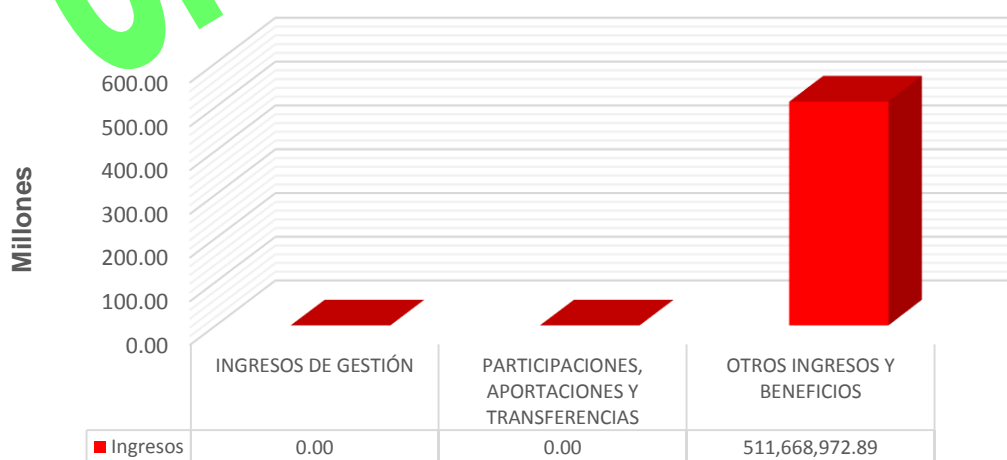 600.00
500.00
400.00
300.00
200.00
100.00
0.00
Millones
INGRESOS DE GESTIÓN
PARTICIPACIONES,
APORTACIONES Y
TRANSFERENCIAS
OTROS INGRESOS Y
BENEFICIOS
Ingresos 0.00 0.00 511,668,972.89